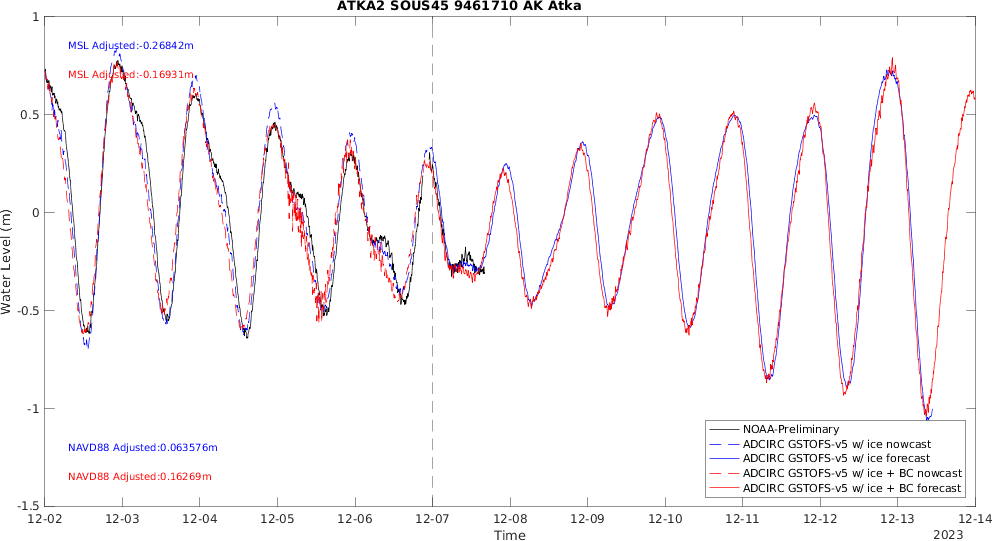 ATKA2 SOUS45 9461710 AK Atka
MSL Adjusted:-0.26842m
MSL Adjusted:-0.16931m
NAVD88 Adjusted:0.063576m
NAVD88 Adjusted:0.16269m
Water Level (m)
1
0.5
0
-0.5
-1
-1.5
NOAA-Preliminary
ADCIRC GSTOFS-v5 w/ ice nowcast
ADCIRC GSTOFS-v5 w/ ice forecast
ADCIRC GSTOFS-v5 w/ ice + BC nowcast
ADCIRC GSTOFS-v5 w/ ice + BC forecast
12-02 12-03 12-04 12-05 12-06 12-07 12-08 12-09 12-10 12-11 12-12 12-13 12-14
Time
2023